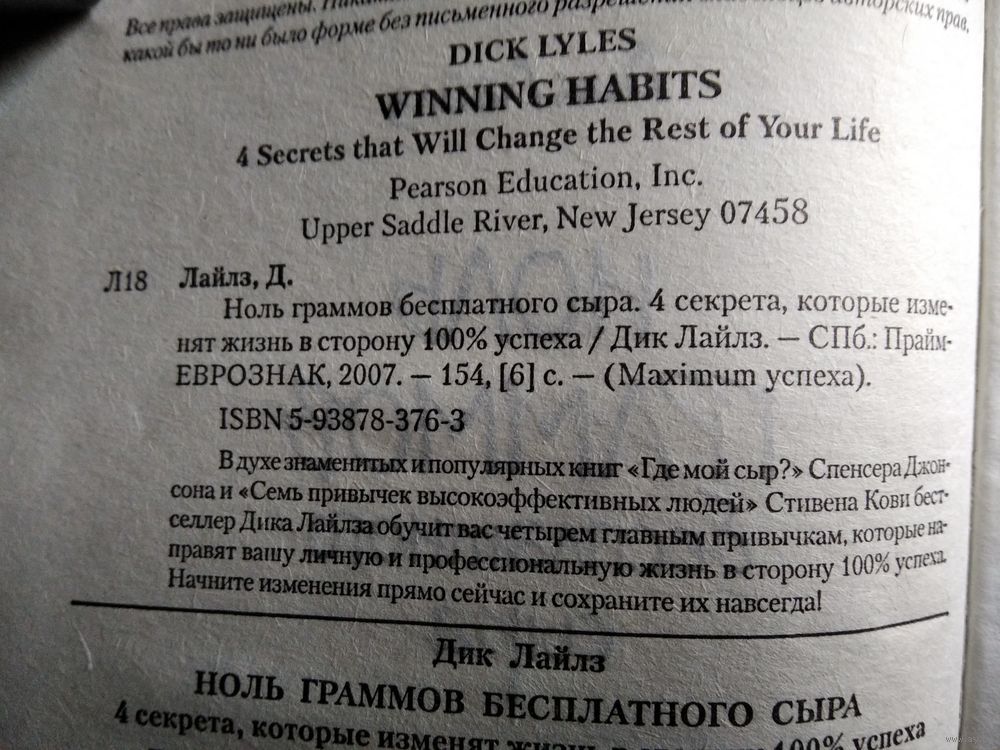 Все права защищены.
какой бы то ни было форме без письменного разрешения авторских прав.
DICK LYLES
WINNING HABITS
4 Secrets that Will Change the Rest of Your Life
Pearson Education, Inc.
Upper Saddle River, New Jersey 07458
Л18 Лайлз, Д.
Ноль граммов бесплатного сыра. 4 секрета, которые изме-
нят жизнь в сторону 100% успеха / Дик Лайлз. — СПб.: Прайм-
ЕВРОЗНАК, 2007. — 154, [6] с. — (Maximum успеха).
ISBN 5-93878-376-3
В духе знаменитых и популярных книг «Где мой сыр?» Спенсера Джон-
сона и «Семь привычек высокоэффективных людей» Стивена Кови бест-
селлер Дика Лайлза обучит вас четырем главным привычкам, которые на-
правят вашу личную и профессиональную жизнь в сторону 100% успеха.
Начните изменения прямо сейчас и сохраните их навсегда!
Дик Лайлз
НОЛЬ ГРАММОВ БЕСПЛАТНОГО СЫРА
4 секрета, которые изменят жизнь в 100% успеха